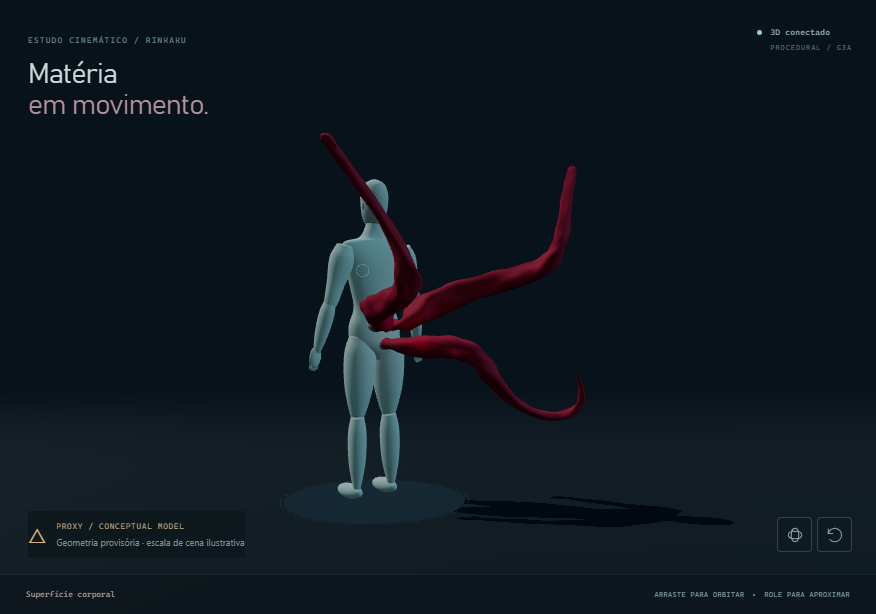 ESTUDO CINEMÁTICO / RINKAKU
Matéria
em movimento.
3D conectado
PROCEDURAL / G3A
PROXY / CONCEPTUAL MODEL
Geometria provisória · escala de cena ilustrativa
Superfície corporal
ARRASTE PARA ORBITAR • ROLE PARA APROXIMAR